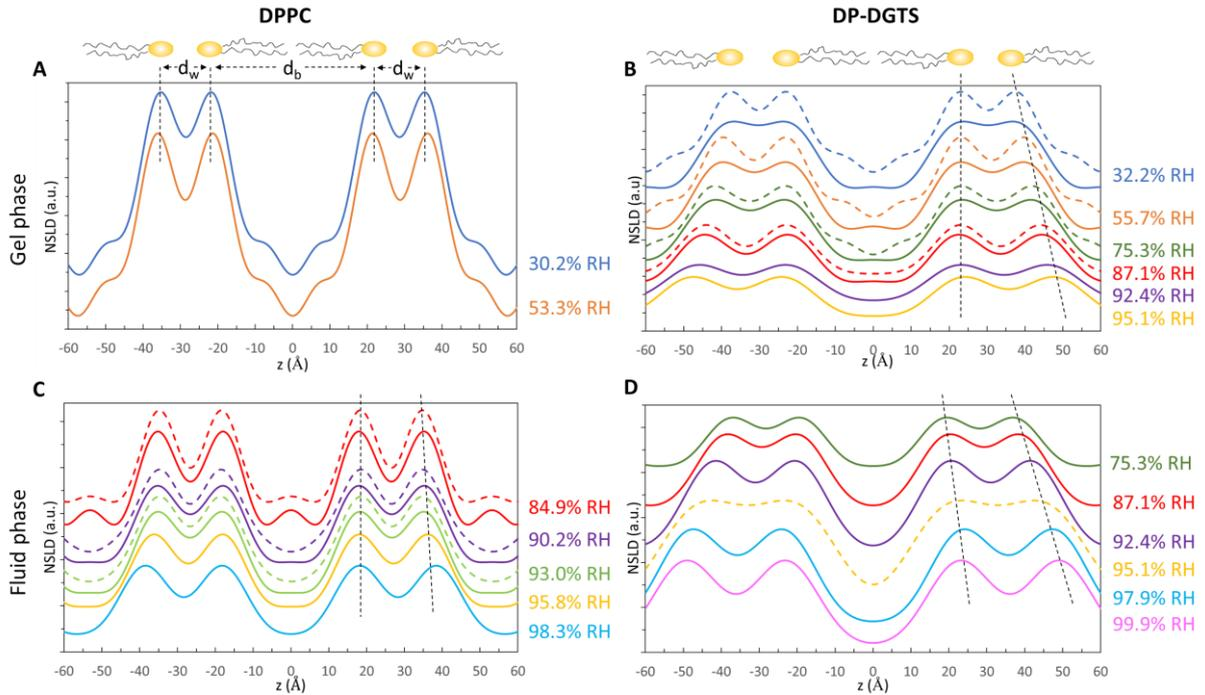 DPPC
DP-DGTS
A
dw
db
dw
Gel phase
NSLD (a.u.)
30.2% RH
53.3% RH
-60 -50 -40 -30 -20 -10 0 10 20 30 40 50 60
z (Å)
B
NSLD (a.u)
32.2% RH
55.7% RH
75.3% RH
87.1% RH
92.4% RH
95.1% RH
-60 -50 -40 -30 -20 -10 0 10 20 30 40 50 60
z (Å)
C
Fluid phase
NSLD (a.u.)
84.9% RH
90.2% RH
93.0% RH
95.8% RH
98.3% RH
-60 -50 -40 -30 -20 -10 0 10 20 30 40 50 60
z (Å)
D
NSLD (a.u.)
75.3% RH
87.1% RH
92.4% RH
95.1% RH
97.9% RH
99.9% RH
-60 -50 -40 -30 -20 -10 0 10 20 30 40 50 60
z (Å)